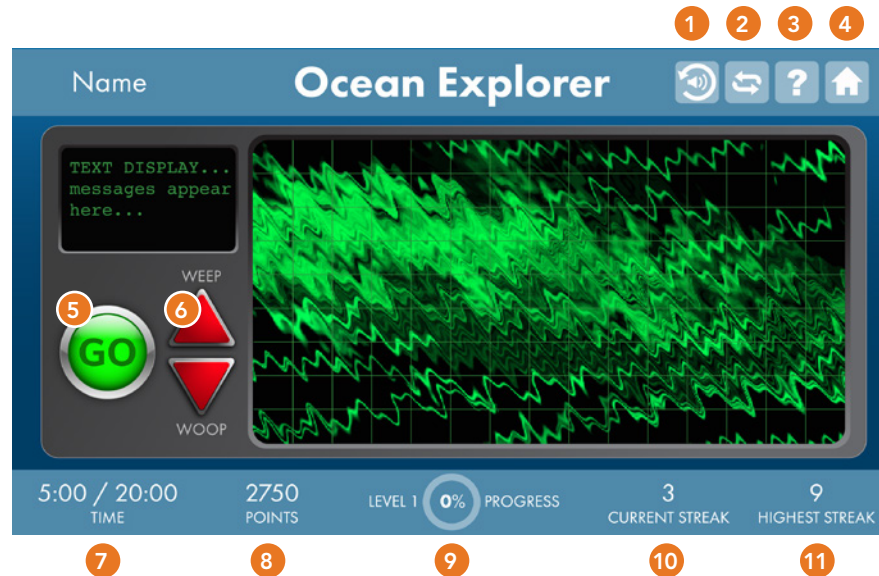 1 2 3 4
Name Ocean Explorer ?
TEXT DISPLAY...
messages appear
here...
WEEP
5 6
GO
WOOP
5:00 / 20:00 2750 LEVEL 1 0% PROGRESS 3 9
TIME POINTS CURRENT STREAK HIGHEST STREAK
7 8 9 10 11